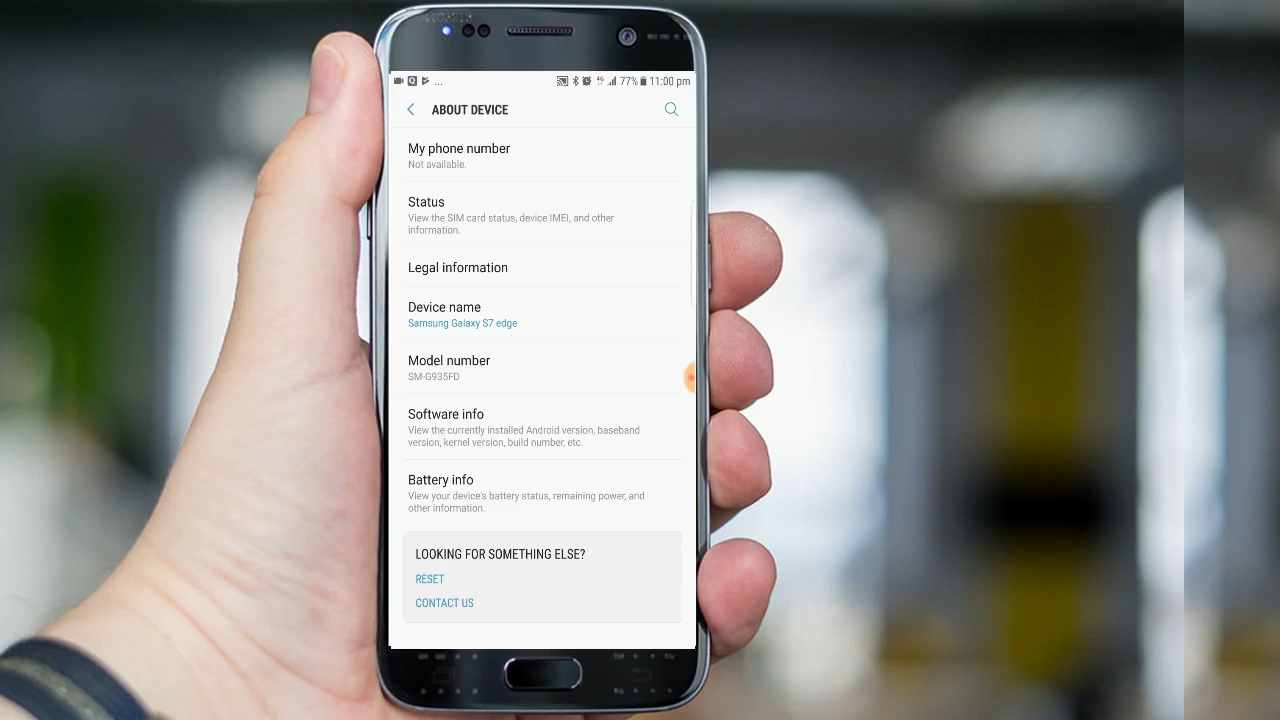 ... 4G 77% 11:00 pm
ABOUT DEVICE
My phone number
Not available.
Status
View the SIM card status, device IMEI, and other
information.
Legal information
Device name
Samsung Galaxy S7 edge
Model number
SM-G935FD
Software info
View the currently installed Android version, baseband
version, kernel version, build number, etc.
Battery info
View your device's battery status, remaining power, and
other information.
LOOKING FOR SOMETHING ELSE?
RESET
CONTACT US